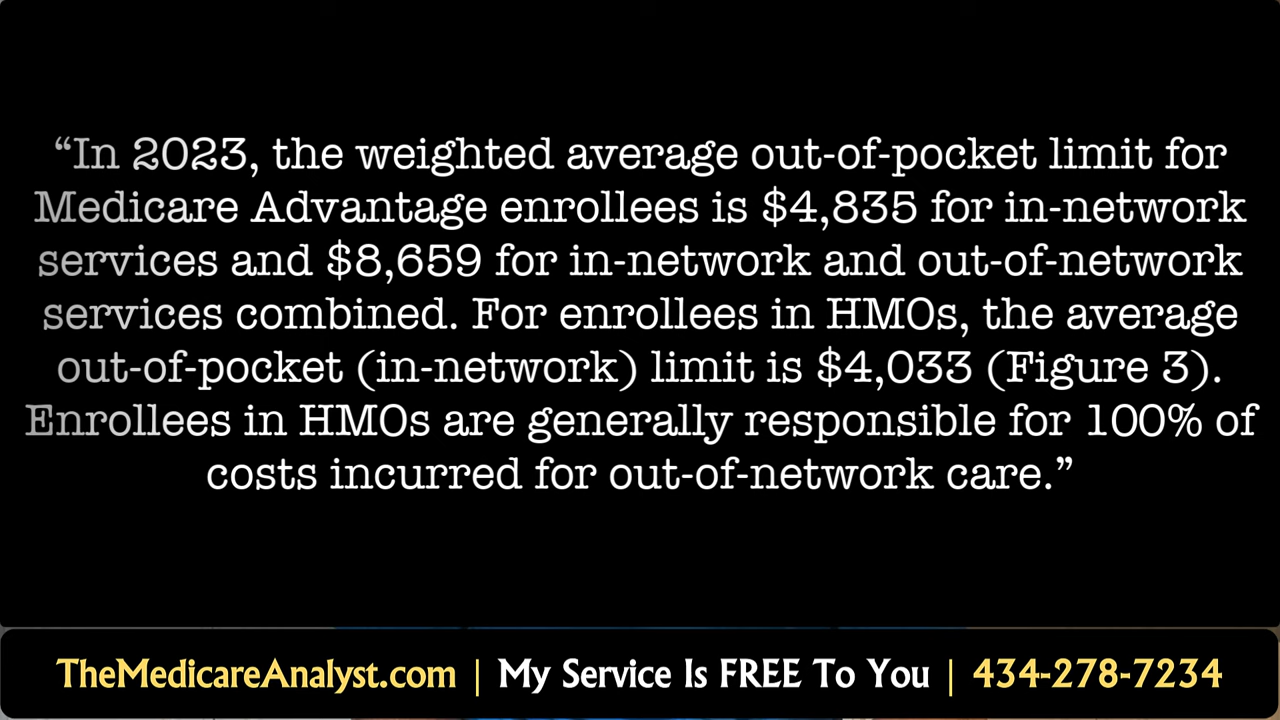 “In 2023, the weighted average out-of-pocket limit for
Medicare Advantage enrollees is $4,835 for in-network
services and $8,659 for in-network and out-of-network
services combined. For enrollees in HMOs, the average
out-of-pocket (in-network) limit is $4,033 (Figure 3).
Enrollees in HMOs are generally responsible for 100% of
costs incurred for out-of-network care.”
TheMedicareAnalyst.com | My Service Is FREE To You | 434-278-7234